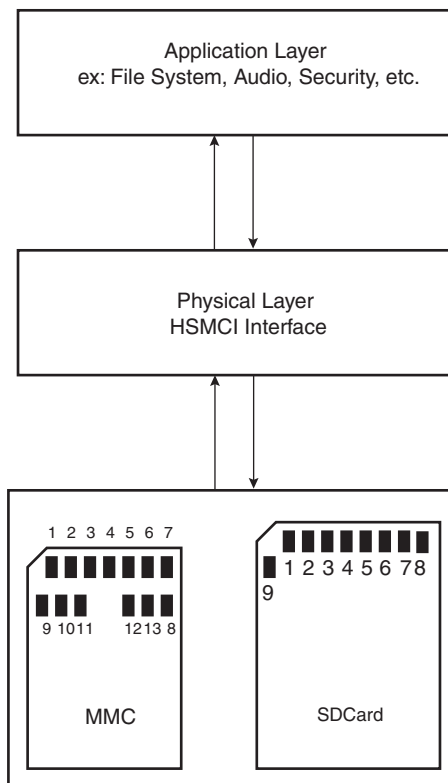 Application Layer
ex: File System, Audio, Security, etc.
Physical Layer
HSMCI Interface
1 2 3 4 5 6 7
9 10 11 12 13 8
MMC
1 2 3 4 5 6 7 8
9
SDCard